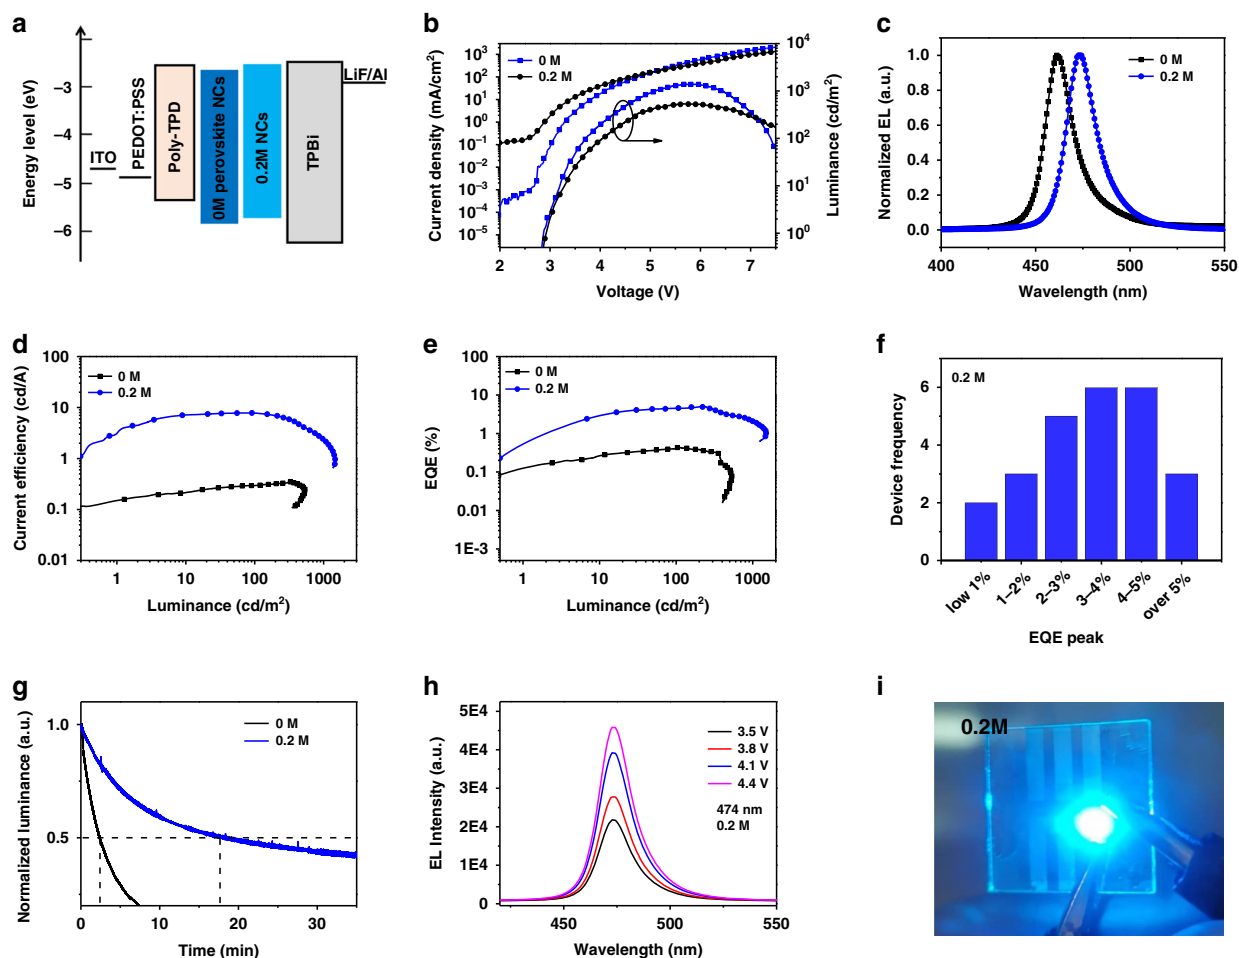 a
Energy level (eV)
−3
−4
−5
−6
ITO
PEDOT:PSS
Poly-TPD
0M perovskite NCs
0.2M NCs
TPBi
LiF/Al
b
Current density (mA/cm²)
10³
10²
10¹
10⁰
10⁻¹
10⁻²
10⁻³
10⁻⁴
10⁻⁵
0 M
0.2 M
10⁴
10³
10²
10¹
10⁰
Luminance (cd/m²)
2 3 4 5 6 7
Voltage (V)
c
Normalized EL (a.u.)
1.0
0.8
0.6
0.4
0.2
0.0
0 M
0.2 M
400 450 500 550
Wavelength (nm)
d
Current efficiency (cd/A)
100
10
1
0.1
0.01
0 M
0.2 M
1 10 100 1000
Luminance (cd/m²)
e
EQE (%)
100
10
1
0.1
0.01
1E−3
0 M
0.2 M
1 10 100 1000
Luminance (cd/m²)
f
Device frequency
6
4
2
0
0.2 M
low 1% 1–2% 2–3% 3–4% 4–5% over 5%
EQE peak
g
Normalized luminance (a.u.)
1.0
0.5
0 M
0.2 M
0 10 20 30
Time (min)
h
EL Intensity (a.u.)
5E4
4E4
3E4
2E4
1E4
0
3.5 V
3.8 V
4.1 V
4.4 V
474 nm
0.2 M
450 500 550
Wavelength (nm)
i
0.2M